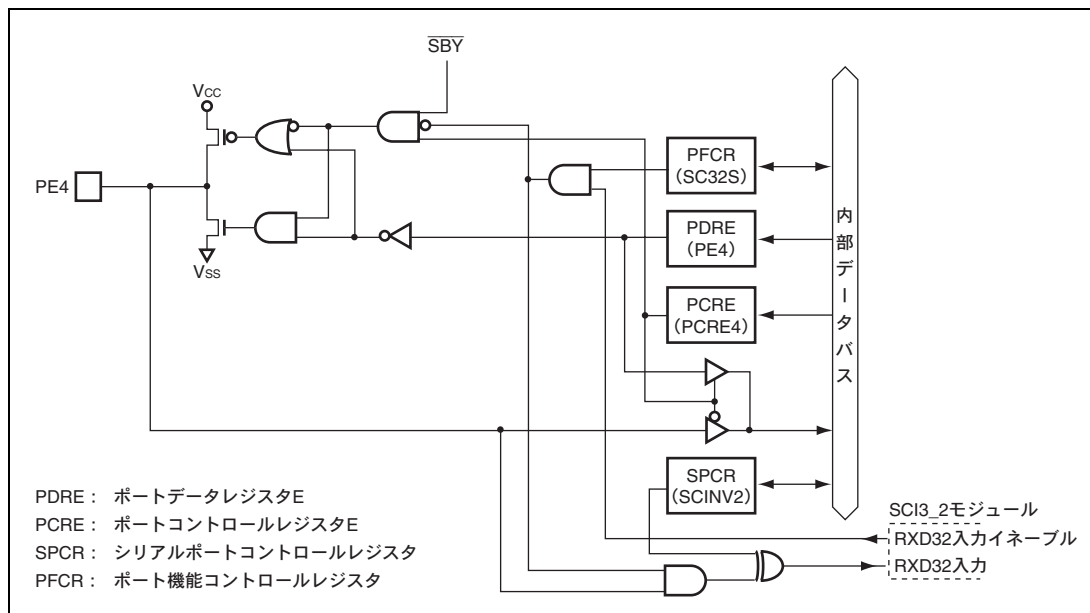 SBY
VCC
PE4
VSS
PFCR
(SC32S)
PDRE
(PE4)
PCRE
(PCRE4)
SPCR
(SCINV2)
内部データバス
SCI3_2モジュール
RXD32入力イネーブル
RXD32入力
PDRE： ポートデータレジスタE
PCRE： ポートコントロールレジスタE
SPCR： シリアルポートコントロールレジスタ
PFCR： ポート機能コントロールレジスタ